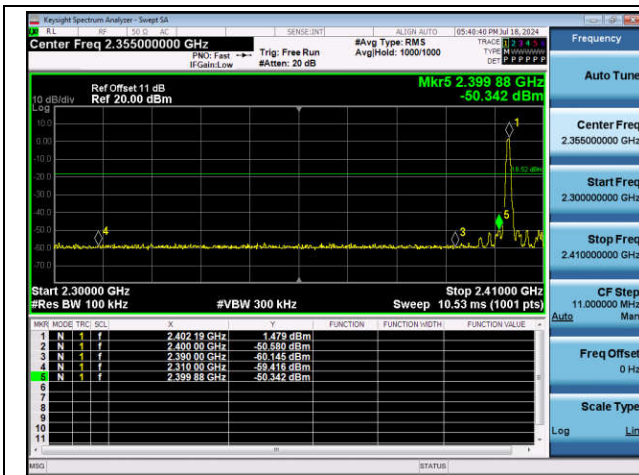 Keysight Spectrum Analyzer - Swept SA
RL RF 50 Ω AC SENSE:INT ALIGN AUTO 05:40:40 PM Jul 18, 2024
Center Freq 2.355000000 GHz
PNO: Fast
IFGain:Low
Trig: Free Run
#Atten: 20 dB
#Avg Type: RMS
Avg|Hold: 1000/1000
TRACE 1 2 3 4 5 6
TYPE M W W W W W
DET P P P P P P
Ref Offset 11 dB
Ref 20.00 dBm
10 dB/div
Log
Mkr5 2.399 88 GHz
-50.342 dBm
10.0
0.00
-10.0
-20.0
-30.0
-40.0
-50.0
-60.0
-70.0
1
4
3
5
Start 2.30000 GHz
Stop 2.41000 GHz
#Res BW 100 kHz
#VBW 300 kHz
Sweep 10.53 ms (1001 pts)
MKR MODE TRC SCL X Y FUNCTION FUNCTION WIDTH FUNCTION VALUE
1 N 1 f 2.402 19 GHz 1.479 dBm
2 N 1 f 2.400 00 GHz -50.580 dBm
3 N 1 f 2.390 00 GHz -60.145 dBm
4 N 1 f 2.310 00 GHz -59.416 dBm
5 N 1 f 2.399 88 GHz -50.342 dBm
6
7
8
9
10
11
MSG STATUS
Frequency
Auto Tune
Center Freq
2.355000000 GHz
Start Freq
2.300000000 GHz
Stop Freq
2.410000000 GHz
CF Step
11.000000 MHz
Auto Man
Freq Offset
0 Hz
Scale Type
Log Lin